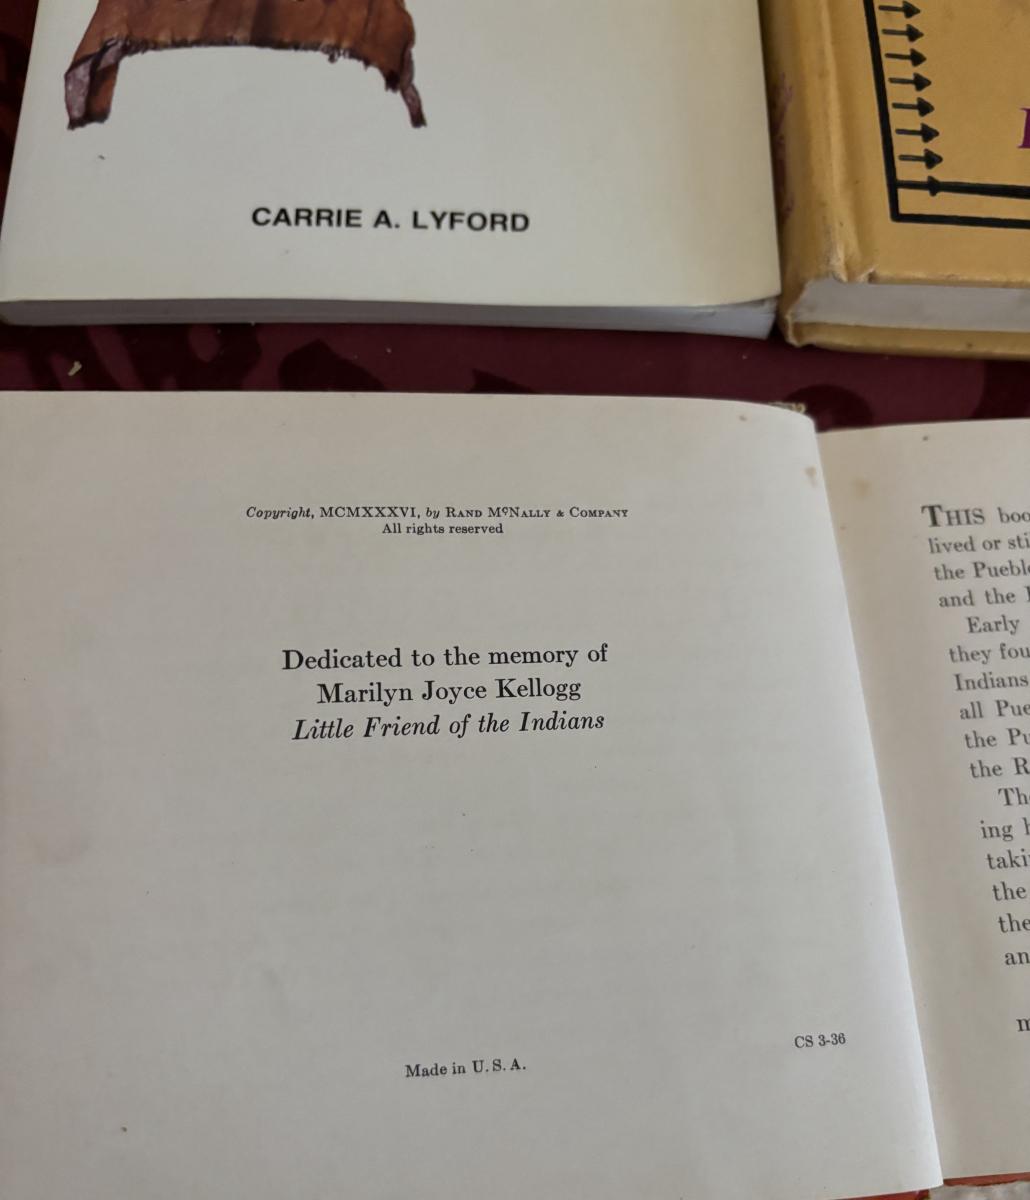 CARRIE A. LYFORD
Copyright, MCMXXXVI, by RAND MCNALLY & COMPANY
All rights reserved
Dedicated to the memory of
Marilyn Joyce Kellogg
Little Friend of the Indians
CS 3-36
Made in U. S. A.
THIS
lived or
the
and the
Early
they
Indians
all
the
the
ing
the